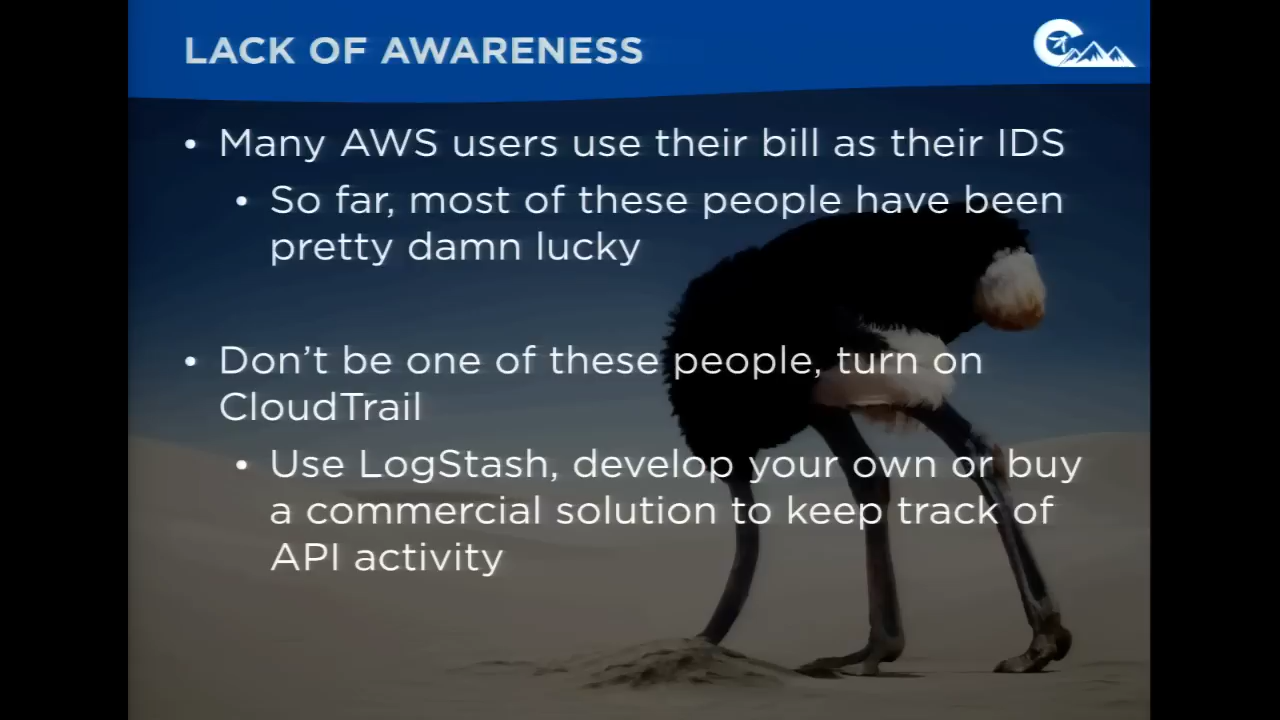 LACK OF AWARENESS
• Many AWS users use their bill as their IDS
• So far, most of these people have been
pretty damn lucky
• Don’t be one of these people, turn on
CloudTrail
• Use LogStash, develop your own or buy
a commercial solution to keep track of
API activity